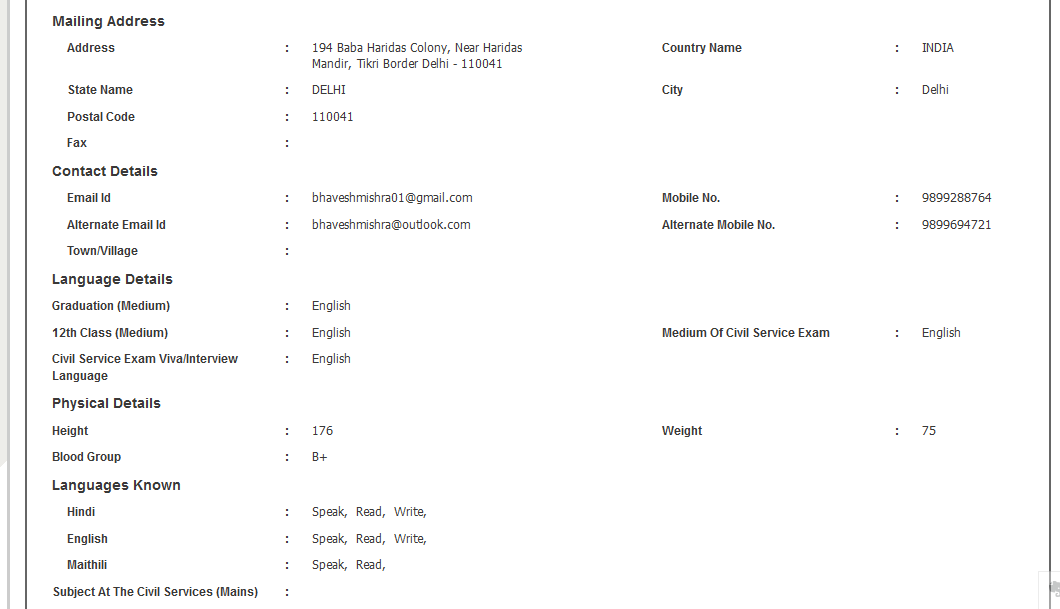 Mailing Address
Address : 194 Baba Haridas Colony, Near Haridas Country Name : INDIA
Mandir, Tikri Border Delhi - 110041
State Name : DELHI City : Delhi
Postal Code : 110041
Fax :
Contact Details
Email Id : bhaveshmishra01@gmail.com Mobile No. : 9899288764
Alternate Email Id : bhaveshmishra@outlook.com Alternate Mobile No. : 9899694721
Town/Village :
Language Details
Graduation (Medium) : English
12th Class (Medium) : English Medium Of Civil Service Exam : English
Civil Service Exam Viva/Interview : English
Language
Physical Details
Height : 176 Weight : 75
Blood Group : B+
Languages Known
Hindi : Speak, Read, Write,
English : Speak, Read, Write,
Maithili : Speak, Read,
Subject At The Civil Services (Mains) :